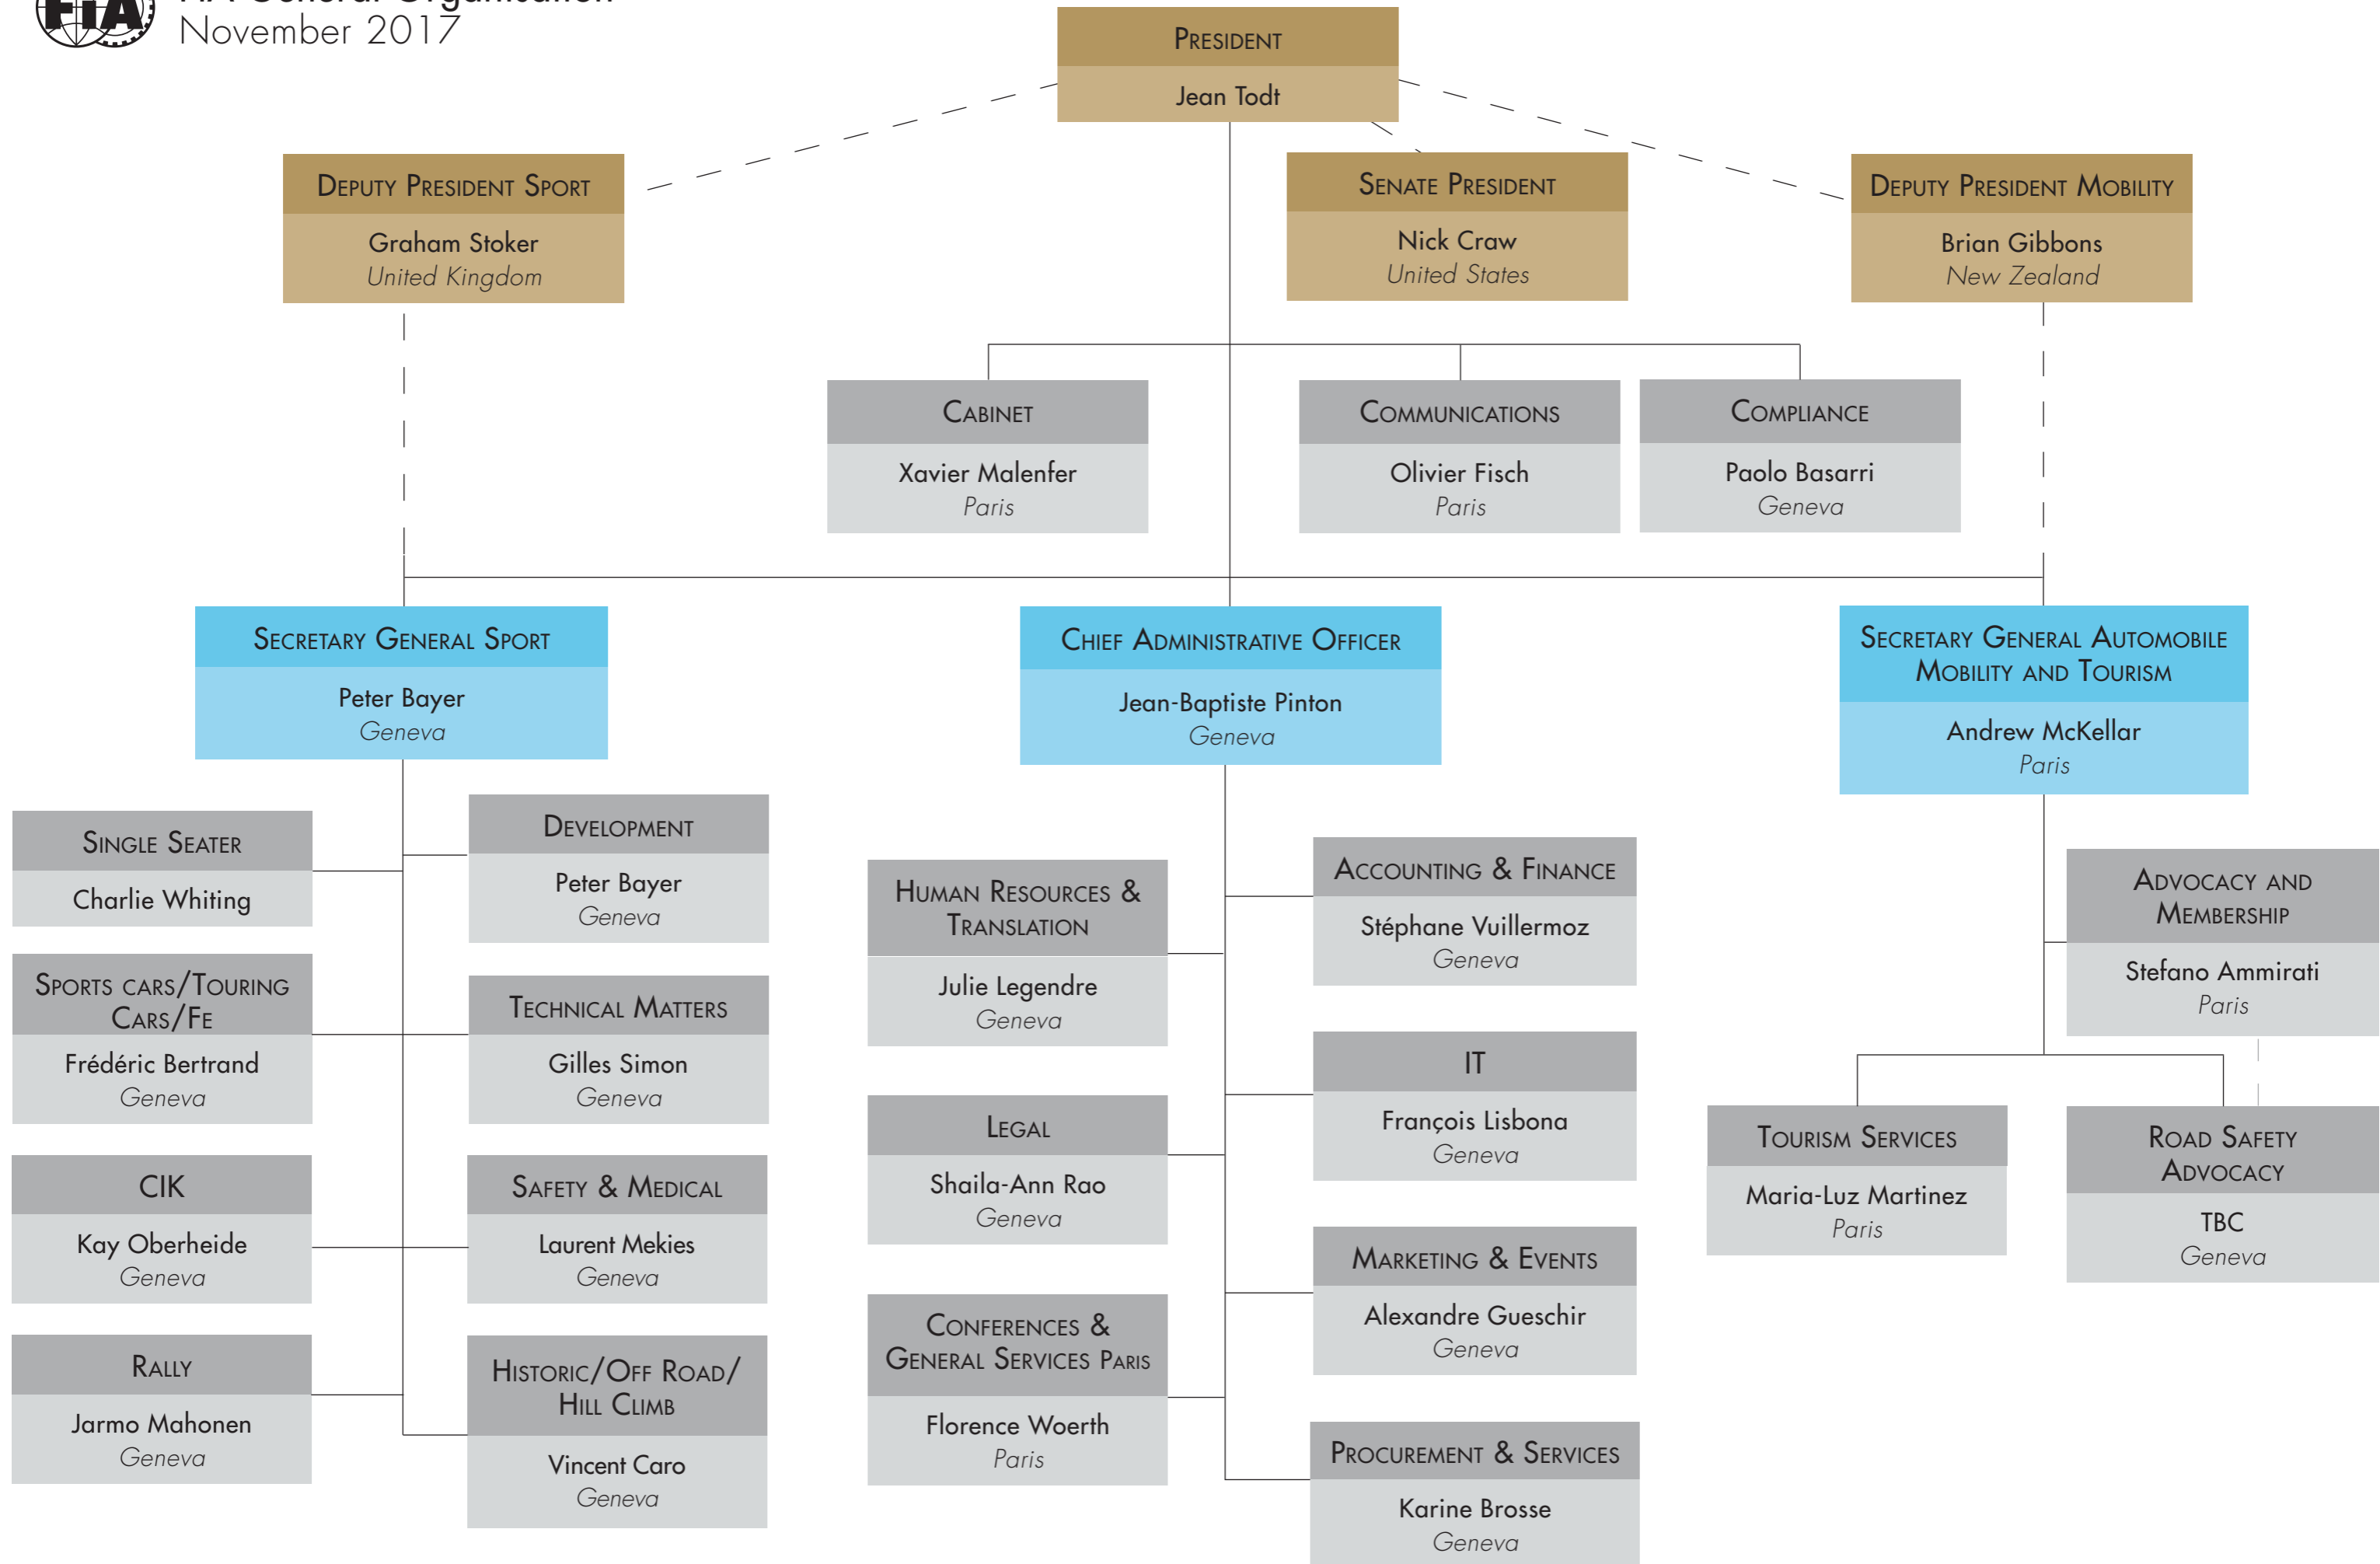 FIA
FIA General Organisation
November 2017
President
Jean Todt
Deputy President Sport
Graham Stoker
United Kingdom
Senate President
Nick Craw
United States
Deputy President Mobility
Brian Gibbons
New Zealand
Cabinet
Xavier Malenfer
Paris
Communications
Olivier Fisch
Paris
Compliance
Paolo Basarri
Geneva
Secretary General Sport
Peter Bayer
Geneva
Chief Administrative Officer
Jean-Baptiste Pinton
Geneva
Secretary General Automobile
Mobility and Tourism
Andrew McKellar
Paris
Single Seater
Charlie Whiting
Development
Peter Bayer
Geneva
Sports cars/Touring
Cars/Fe
Frédéric Bertrand
Geneva
Technical Matters
Gilles Simon
Geneva
CIK
Kay Oberheide
Geneva
Safety & Medical
Laurent Mekies
Geneva
Rally
Jarmo Mahonen
Geneva
Historic/Off Road/
Hill Climb
Vincent Caro
Geneva
Human Resources &
Translation
Julie Legendre
Geneva
Accounting & Finance
Stéphane Vuillermoz
Geneva
Legal
Shaila-Ann Rao
Geneva
IT
François Lisbona
Geneva
Conferences &
General Services Paris
Florence Woerth
Paris
Marketing & Events
Alexandre Gueschir
Geneva
Procurement & Services
Karine Brosse
Geneva
Advocacy and
Membership
Stefano Ammirati
Paris
Tourism Services
Maria-Luz Martinez
Paris
Road Safety
Advocacy
TBC
Geneva